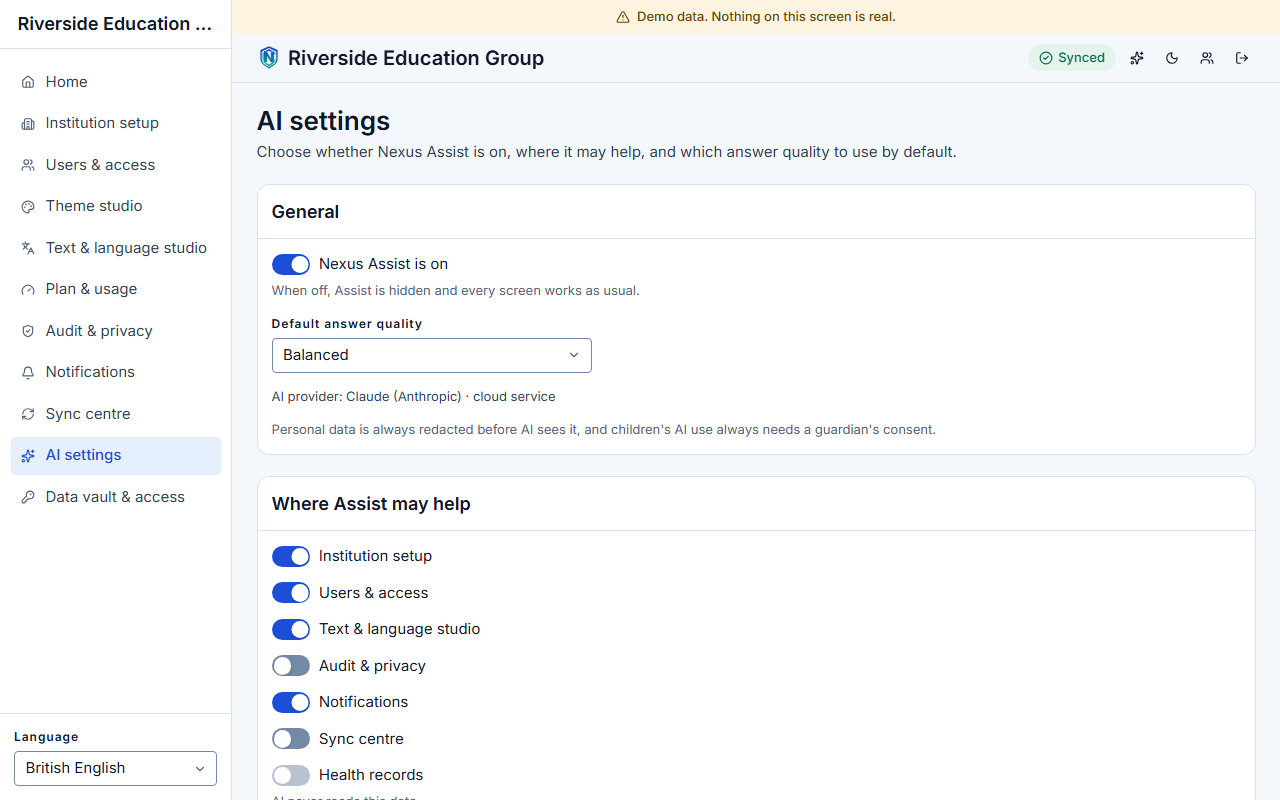 Riverside Education ...
Home
Institution setup
Users & access
Theme studio
Text & language studio
Plan & usage
Audit & privacy
Notifications
Sync centre
AI settings
Data vault & access
Language
British English
Demo data. Nothing on this screen is real.
Riverside Education Group
Synced
AI settings
Choose whether Nexus Assist is on, where it may help, and which answer quality to use by default.
General
Nexus Assist is on
When off, Assist is hidden and every screen works as usual.
Default answer quality
Balanced
AI provider: Claude (Anthropic) · cloud service
Personal data is always redacted before AI sees it, and children's AI use always needs a guardian's consent.
Where Assist may help
Institution setup
Users & access
Text & language studio
Audit & privacy
Notifications
Sync centre
Health records
AI never reads this data